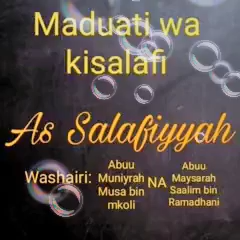 Maduati wa
kisalafi
As Salafiyyah
Washairi: Abuu Muniyrah Musa bin mkoli NA Abuu Maysarah Saalim bin Ramadhani